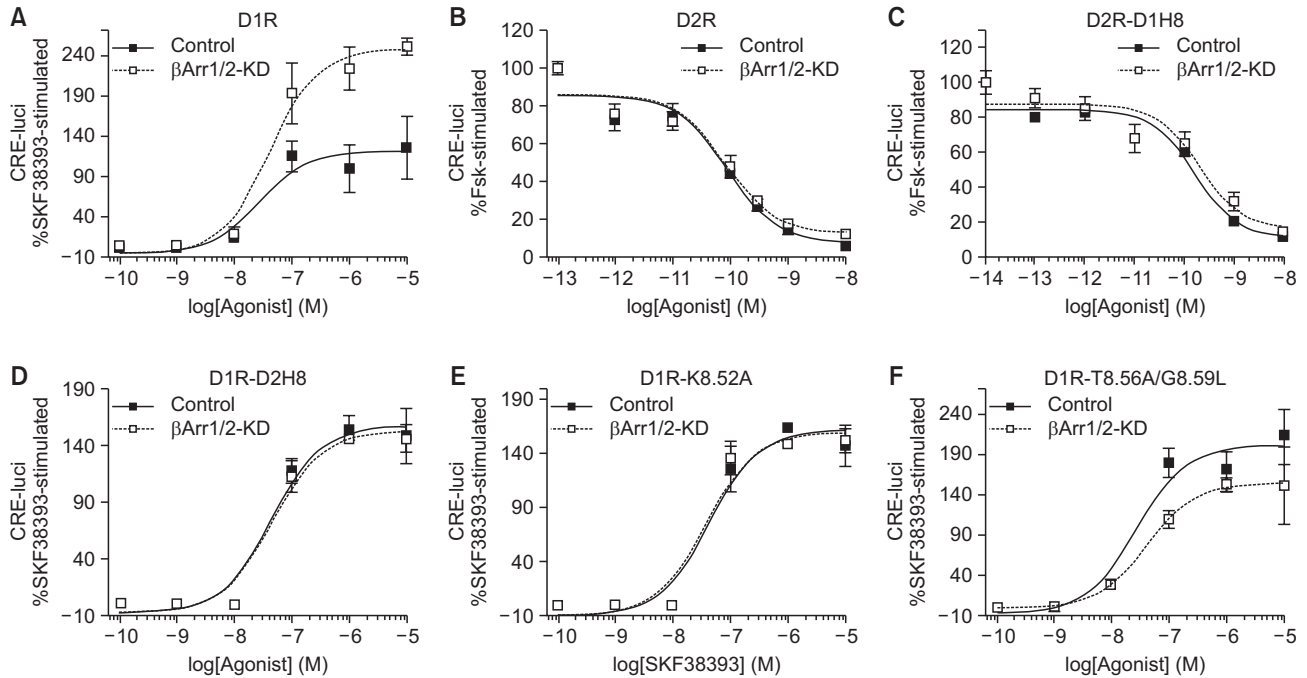 A
D1R
CRE-luci
%SKF38393-stimulated
240
190
140
90
40
−10
Control
βArr1/2-KD
−10 −9 −8 −7 −6 −5
log[Agonist] (M)
B
D2R
CRE-luci
%Fsk-stimulated
120
100
80
60
40
20
0
Control
βArr1/2-KD
−13 −12 −11 −10 −9 −8
log[Agonist] (M)
C
D2R-D1H8
CRE-luci
%Fsk-stimulated
120
100
80
60
40
20
0
Control
βArr1/2-KD
−14 −13 −12 −11 −10 −9 −8
log[Agonist] (M)
D
D1R-D2H8
CRE-luci
%SKF38393-stimulated
190
140
90
40
−10
Control
βArr1/2-KD
−10 −9 −8 −7 −6 −5
log[Agonist] (M)
E
D1R-K8.52A
CRE-luci
%SKF38393-stimulated
190
140
90
40
−10
Control
βArr1/2-KD
−10 −9 −8 −7 −6 −5
log[SKF38393] (M)
F
D1R-T8.56A/G8.59L
CRE-luci
%SKF38393-stimulated
240
190
140
90
40
−10
Control
βArr1/2-KD
−10 −9 −8 −7 −6 −5
log[Agonist] (M)